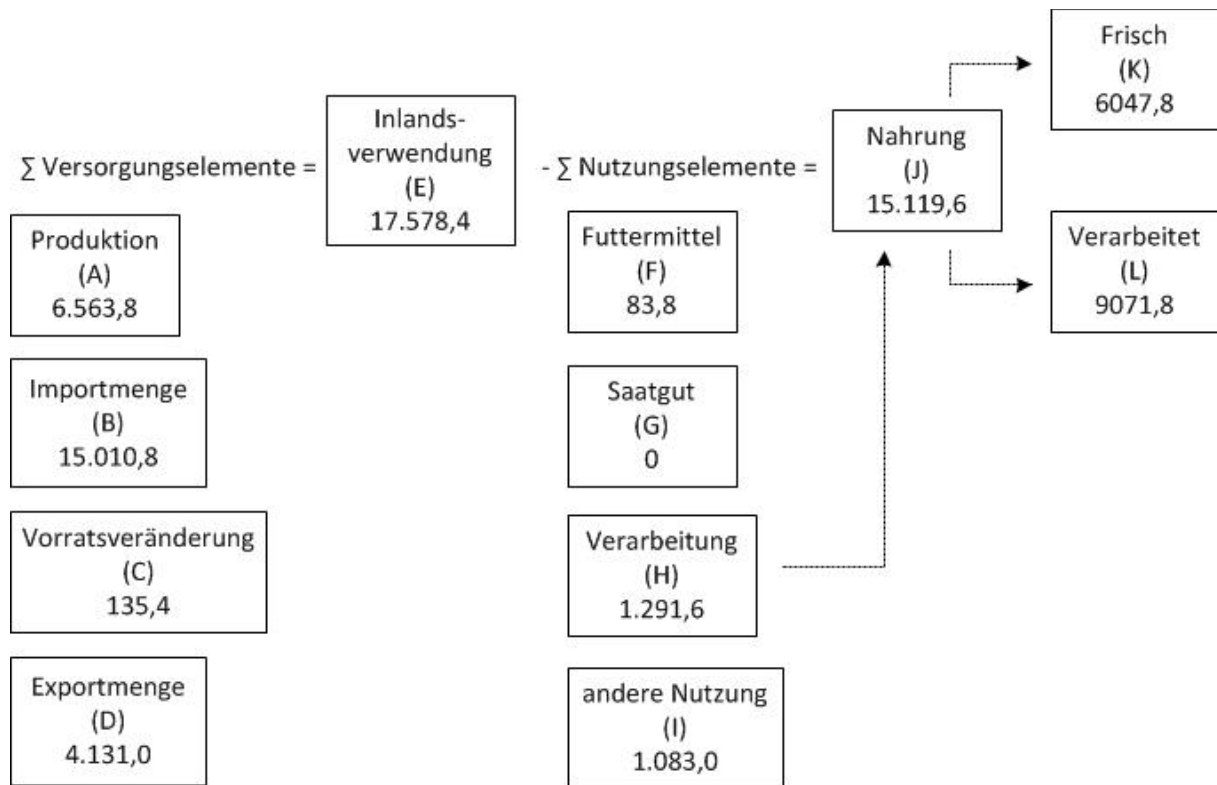 ∑ Versorgungselemente =
Produktion
(A)
6.563,8
Importmenge
(B)
15.010,8
Vorratsveränderung
(C)
135,4
Exportmenge
(D)
4.131,0
Inlands-
verwendung
(E)
17.578,4
- ∑ Nutzungselemente =
Futtermittel
(F)
83,8
Saatgut
(G)
0
Verarbeitung
(H)
1.291,6
andere Nutzung
(I)
1.083,0
Nahrung
(J)
15.119,6
Frisch
(K)
6047,8
Verarbeitet
(L)
9071,8